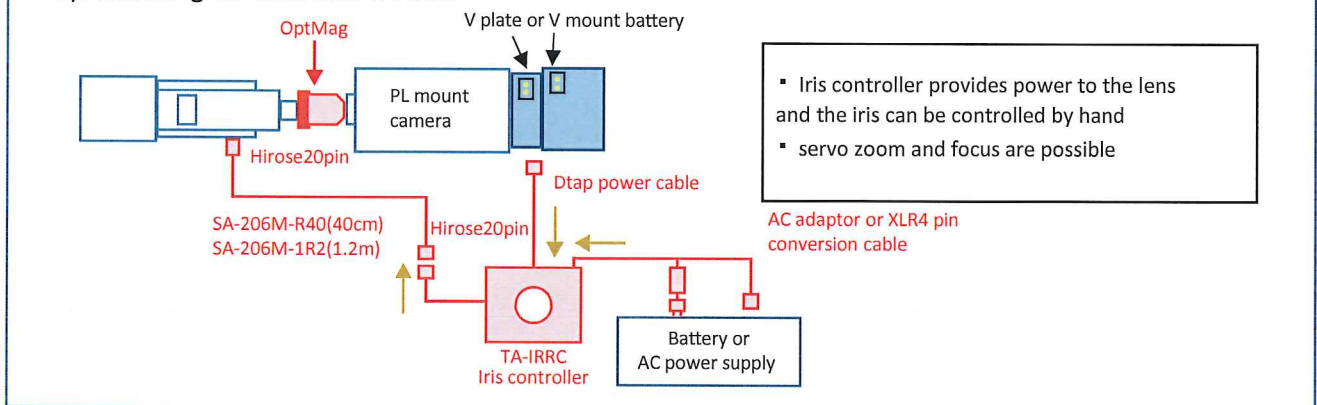 V plate or V mount battery
OptMag
PL mount
camera
▪ Iris controller provides power to the lens
and the iris can be controlled by hand
▪ servo zoom and focus are possible
Hirose20pin
Dtap power cable
SA-206M-R40(40cm)
SA-206M-1R2(1.2m)
Hirose20pin
AC adaptor or XLR4 pin
conversion cable
TA-IRRC
Iris controller
Battery or
AC power supply